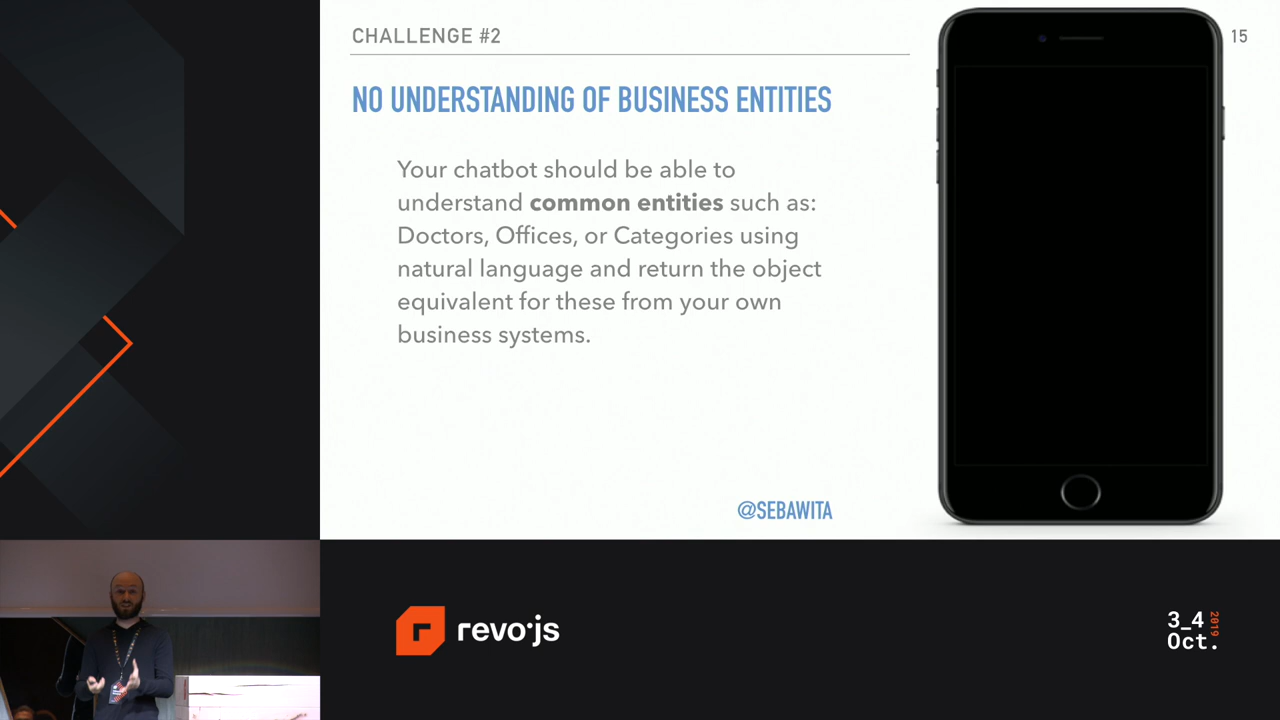 CHALLENGE #2
15
NO UNDERSTANDING OF BUSINESS ENTITIES
Your chatbot should be able to
understand common entities such as:
Doctors, Offices, or Categories using
natural language and return the object
equivalent for these from your own
business systems.
@SEBAWITA
revo·js
3_4
Oct.
2019